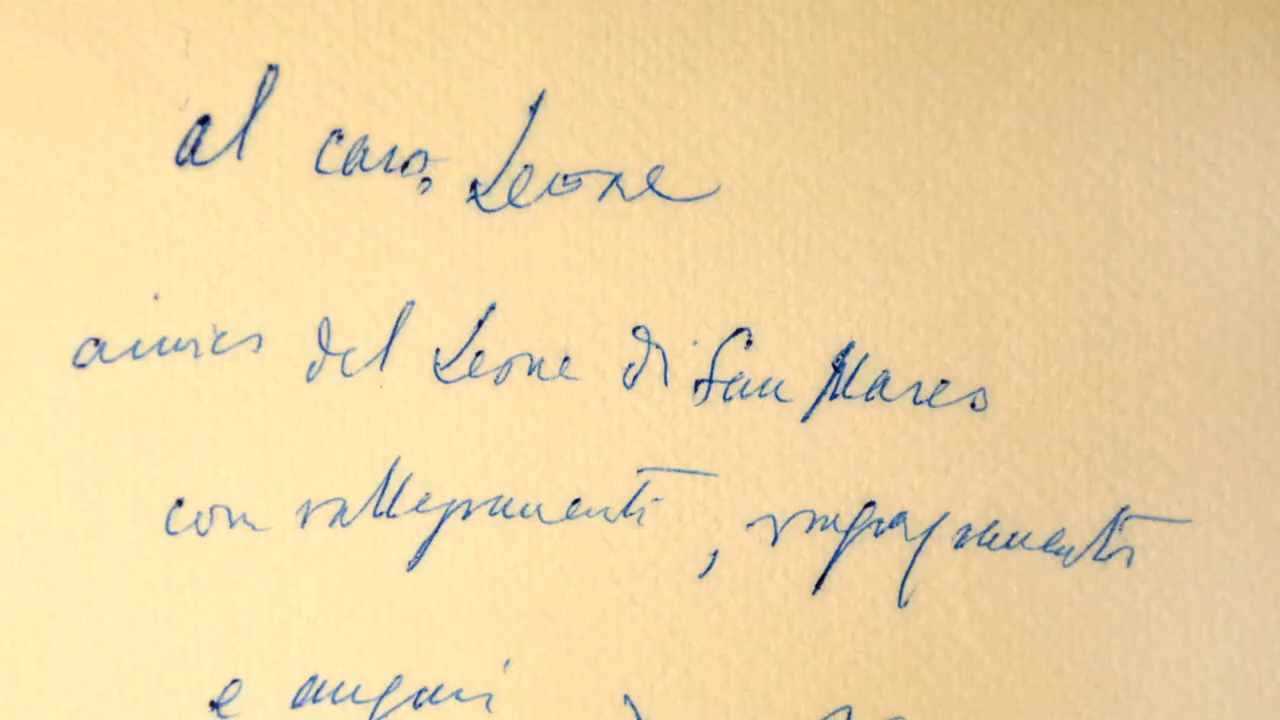 al caro, Leone
amico del Leone di San Marco
con rallegramenti, ringraziamenti
e auguri